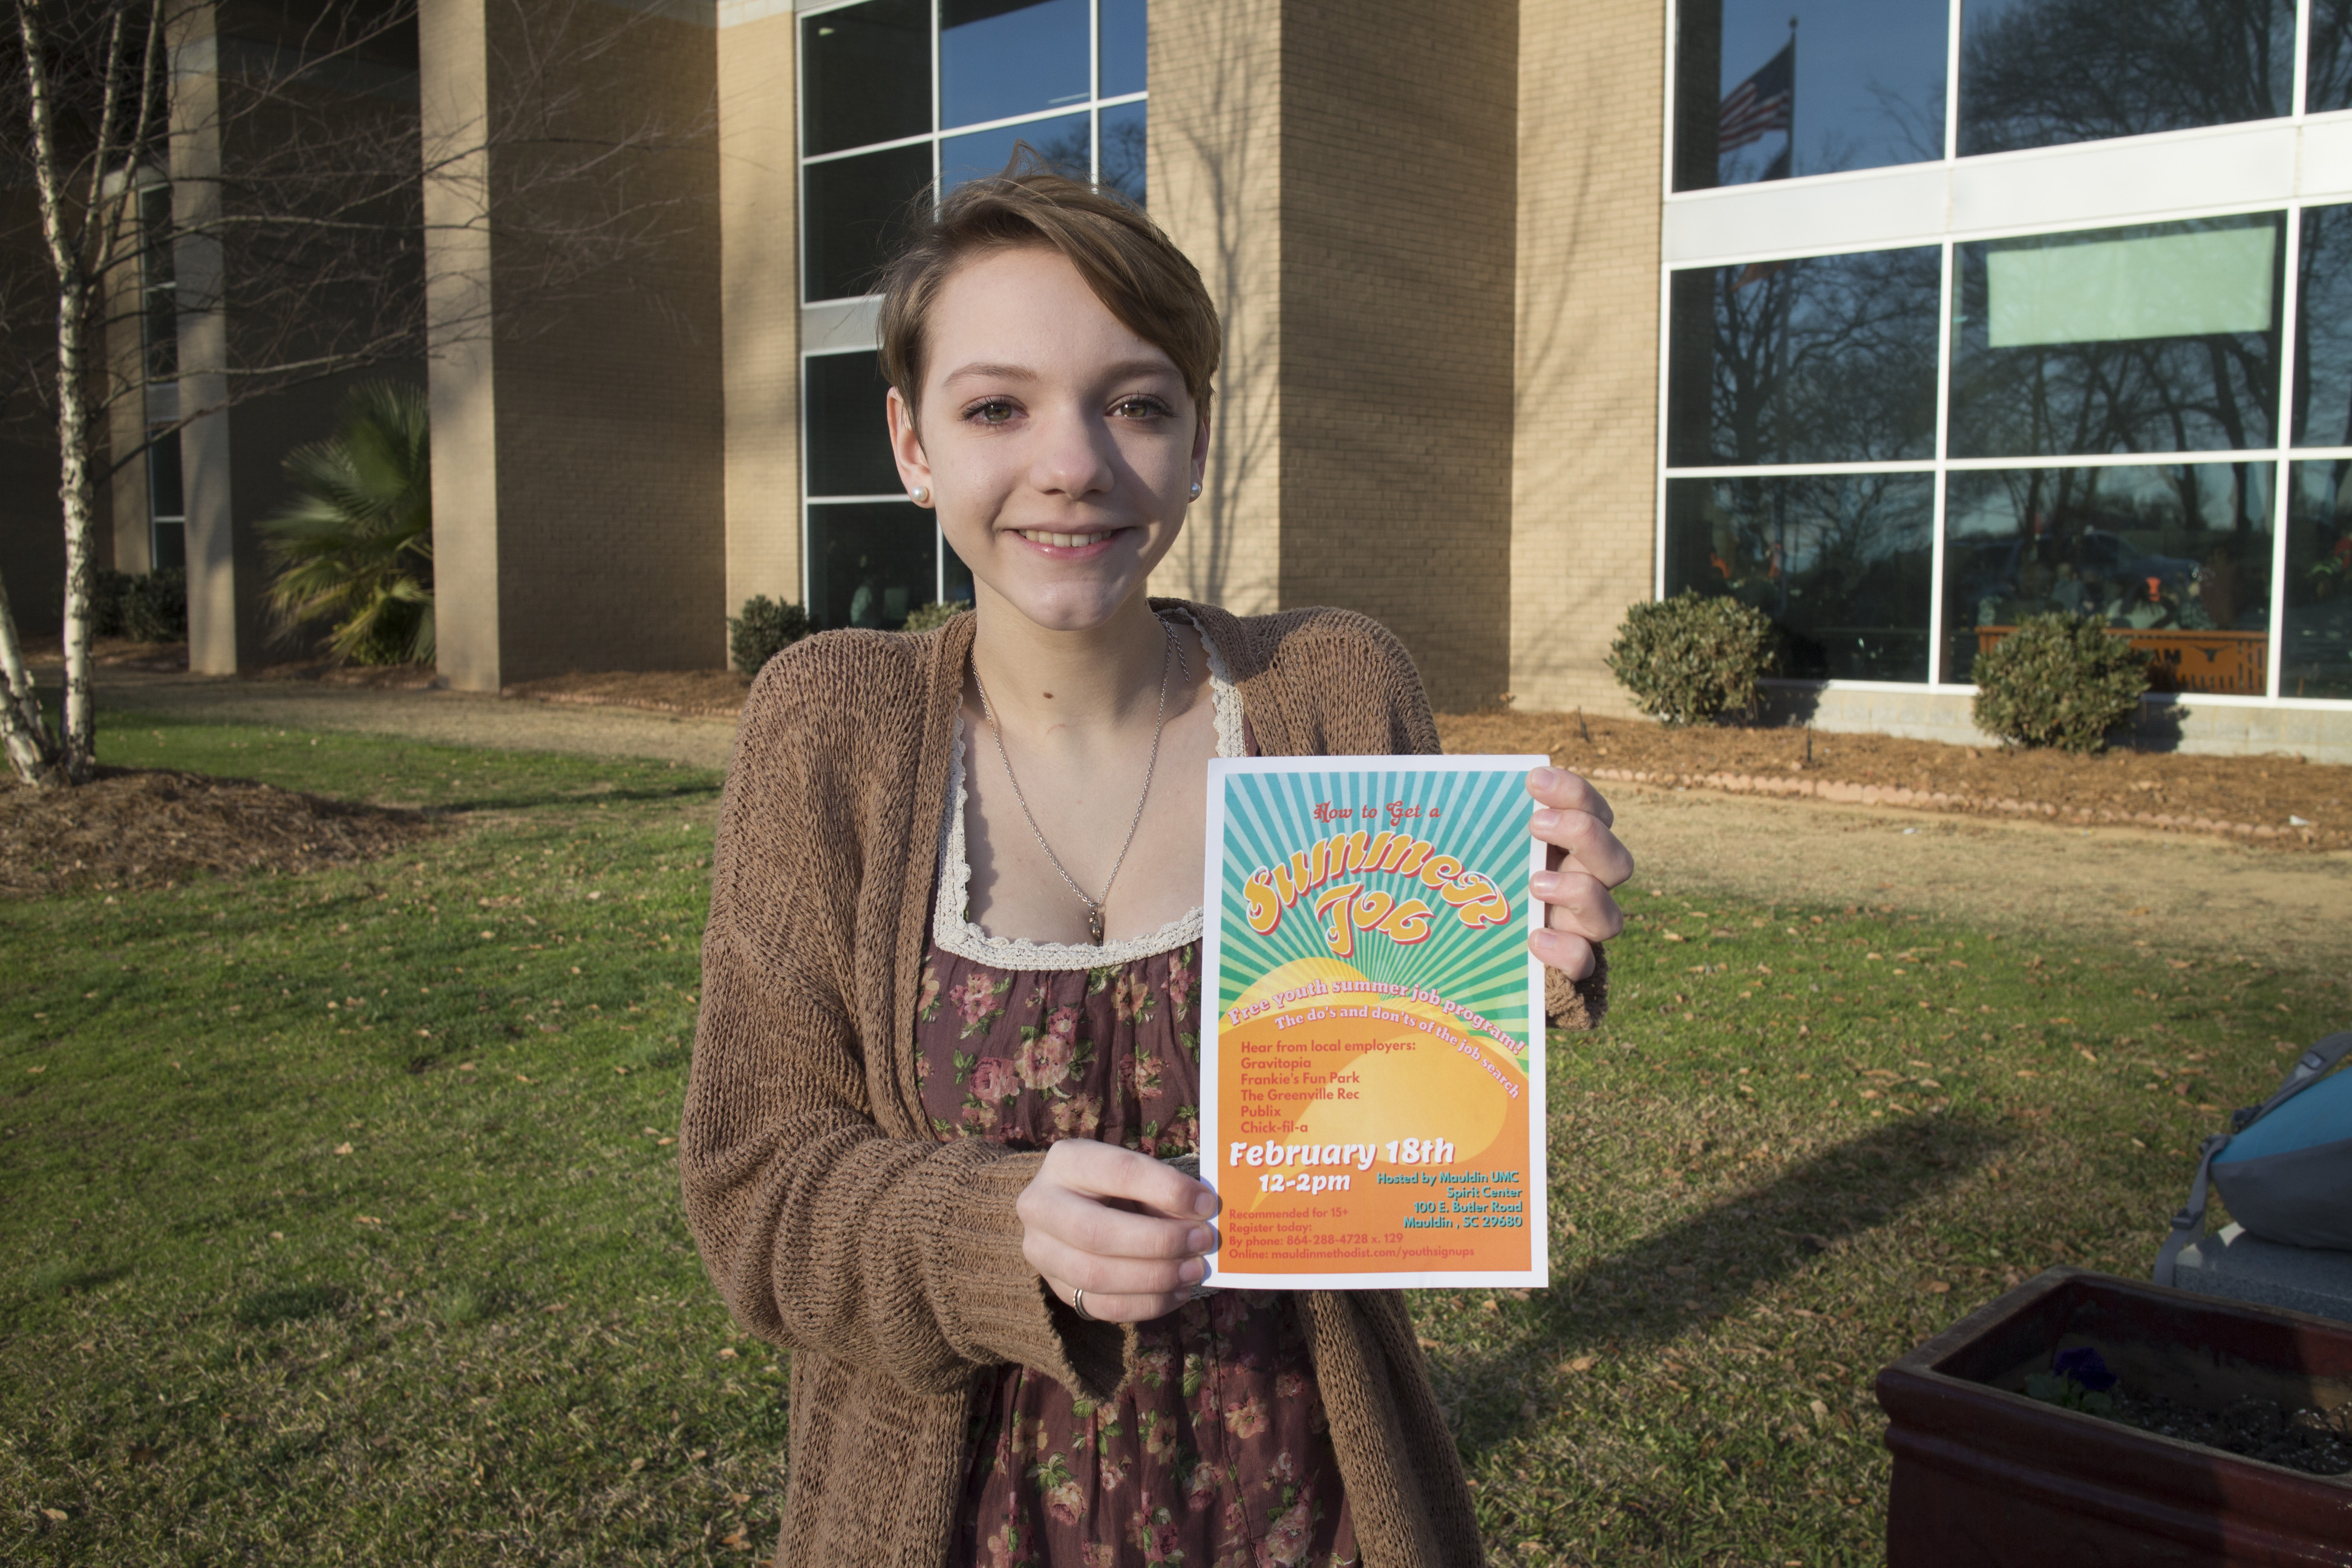 How to Get a
Summer
Job
Free youth summer job program!
The do's and don'ts of the job search
Hear from local employers:
Gravitopia
Frankie's Fun Park
The Greenville Rec
Publix
Chick-fil-a
February 18th
12-2pm
Hosted by Mauldin UMC
Spirit Center
100 E. Butler Road
Mauldin , SC 29680
Recommended for 15+
Register today:
By phone: 864-288-4728 x. 129
Online: mauldinmethodist.com/youthsignups